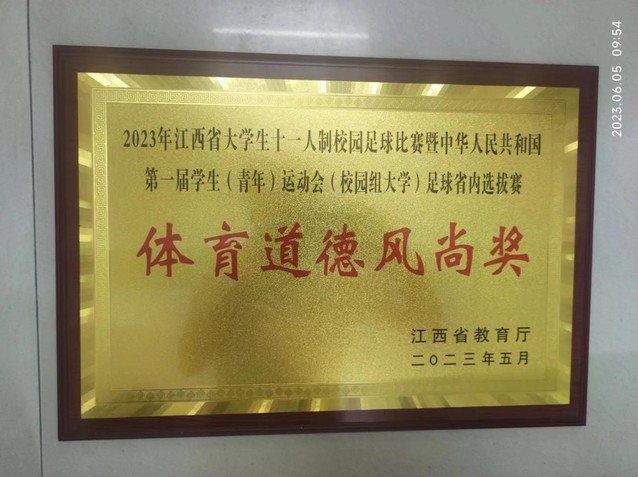 2023年江西省大学生十一人制校园足球比赛暨中华人民共和国
第一届学生（青年）运动会（校园组大学）足球省内选拔赛
体育道德风尚奖
江西省教育厅
二〇二三年五月
2023.06.05 09:54